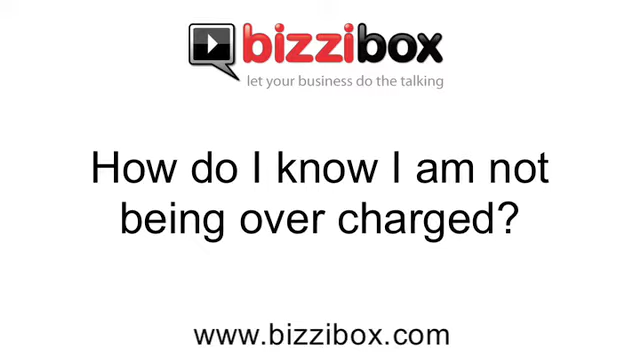 bizzibox
let your business do the talking
How do I know I am not
being over charged?
www.bizzibox.com